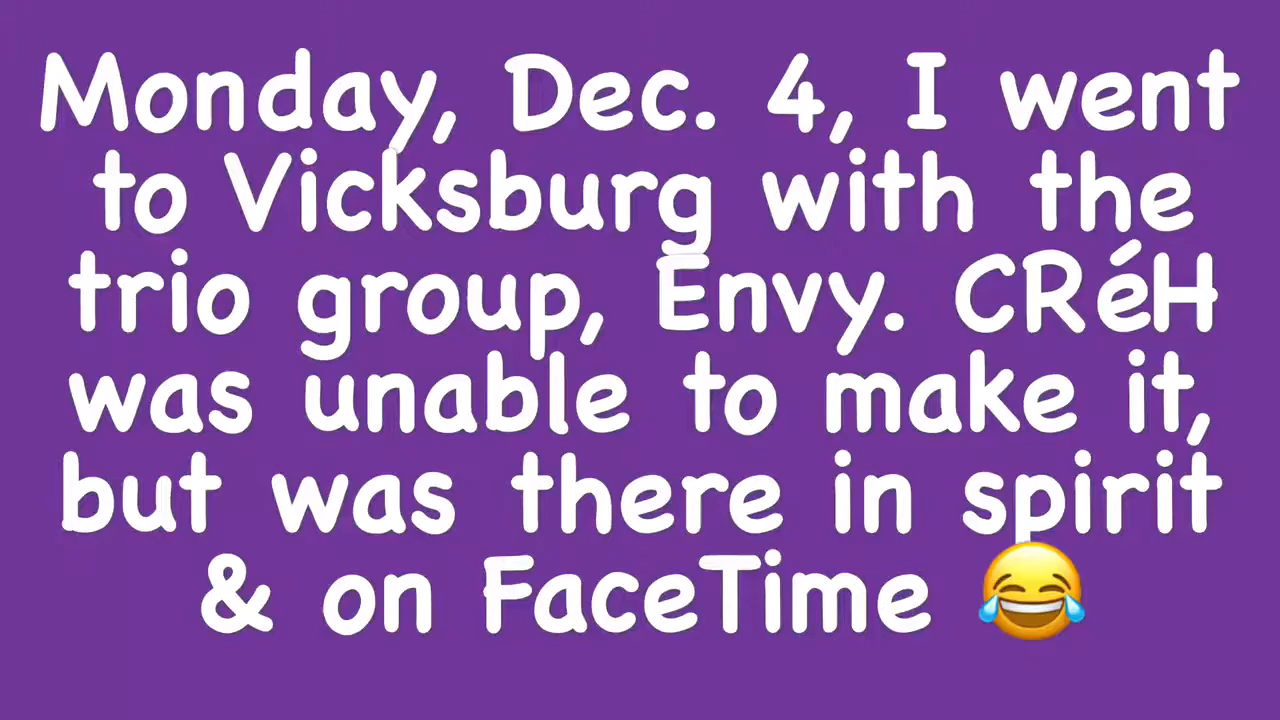 Monday, Dec. 4, I went
to Vicksburg with the
trio group, Envy. CRéH
was unable to make it,
but was there in spirit
& on FaceTime 😂